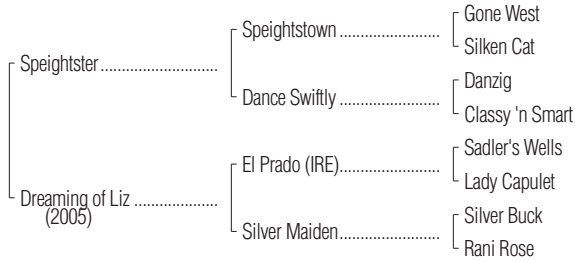 Gone West
Speightstown ....................
Silken Cat
Speightster .......................
Danzig
Dance Swiftly ....................
Classy 'n Smart
Sadler's Wells
El Prado (IRE)....................
Lady Capulet
Dreaming of Liz ................
(2005)
Silver Buck
Silver Maiden ....................
Rani Rose